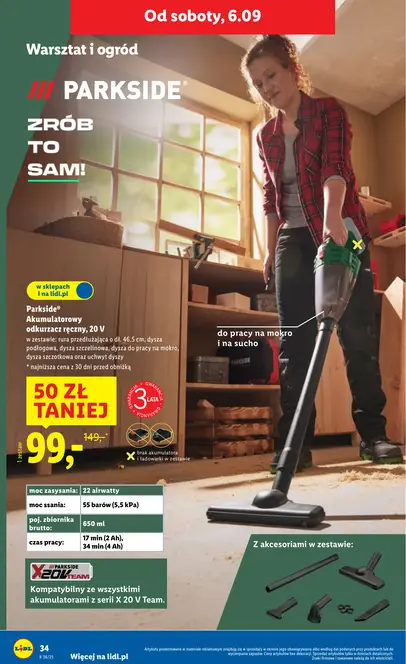 Od soboty, 6.09
Warsztat i ogród
/// PARKSIDE®
ZRÓB
TO
SAM!
w sklepach
i na lidl.pl
Parkside®
Akumulatorowy
odkurzacz ręczny, 20 V
w zestawie: rura przedłużająca o dł. 46,5 cm, dysza
podłogowa, dysza szczelinowa, dysza do pracy na mokro,
dysza szczotkowa oraz uchwyt dyszy
* najniższa cena z 30 dni przed obniżką
do pracy na mokro
i na sucho
50 ZŁ
TANIEJ
149,-*
99,-
1 zestaw
GWARANCJA
3
LATA
GWARANCJA
brak akumulatora
i ładowarki w zestawie
moc zasysania: 22 airwatty
moc ssania: 55 barów (5,5 kPa)
poj. zbiornika
brutto: 650 ml
czas pracy: 17 min (2 Ah),
34 min (4 Ah)
Z akcesoriami w zestawie:
/// PARKSIDE
X20V TEAM
Kompatybilny ze wszystkimi
akumulatorami z serii X 20 V Team.
LIDL
34
Więcej na lidl.pl